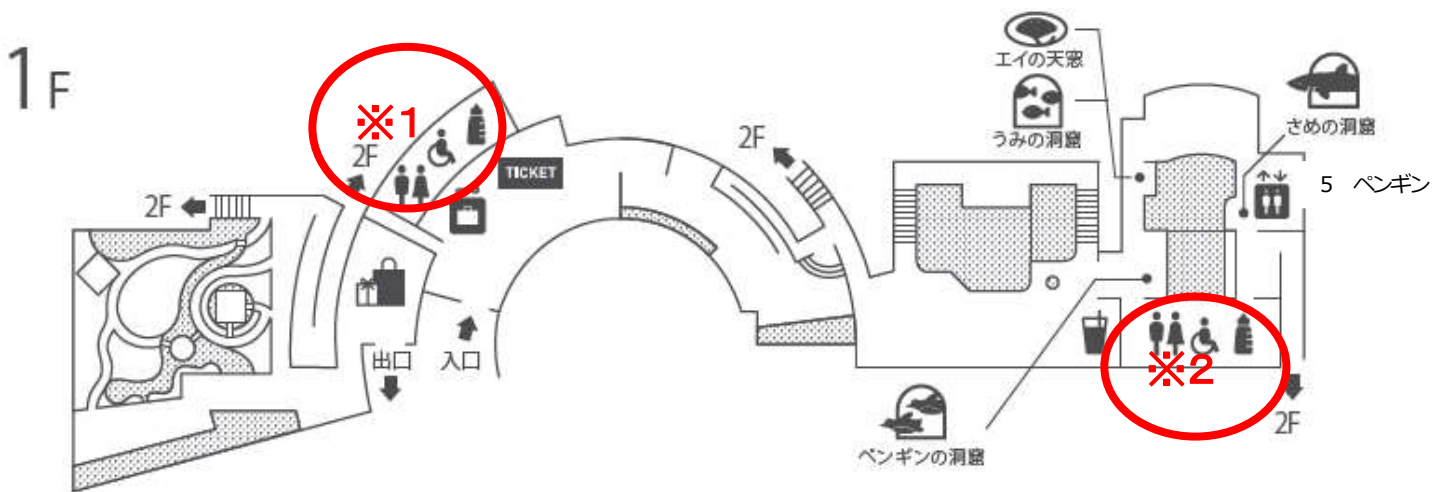 1F
※1
2F
TICKET
2F
2F
エイの天窓
うみの洞窟
さめの洞窟
5 ペンギン
出口
入口
※2
2F
ペンギンの洞窟